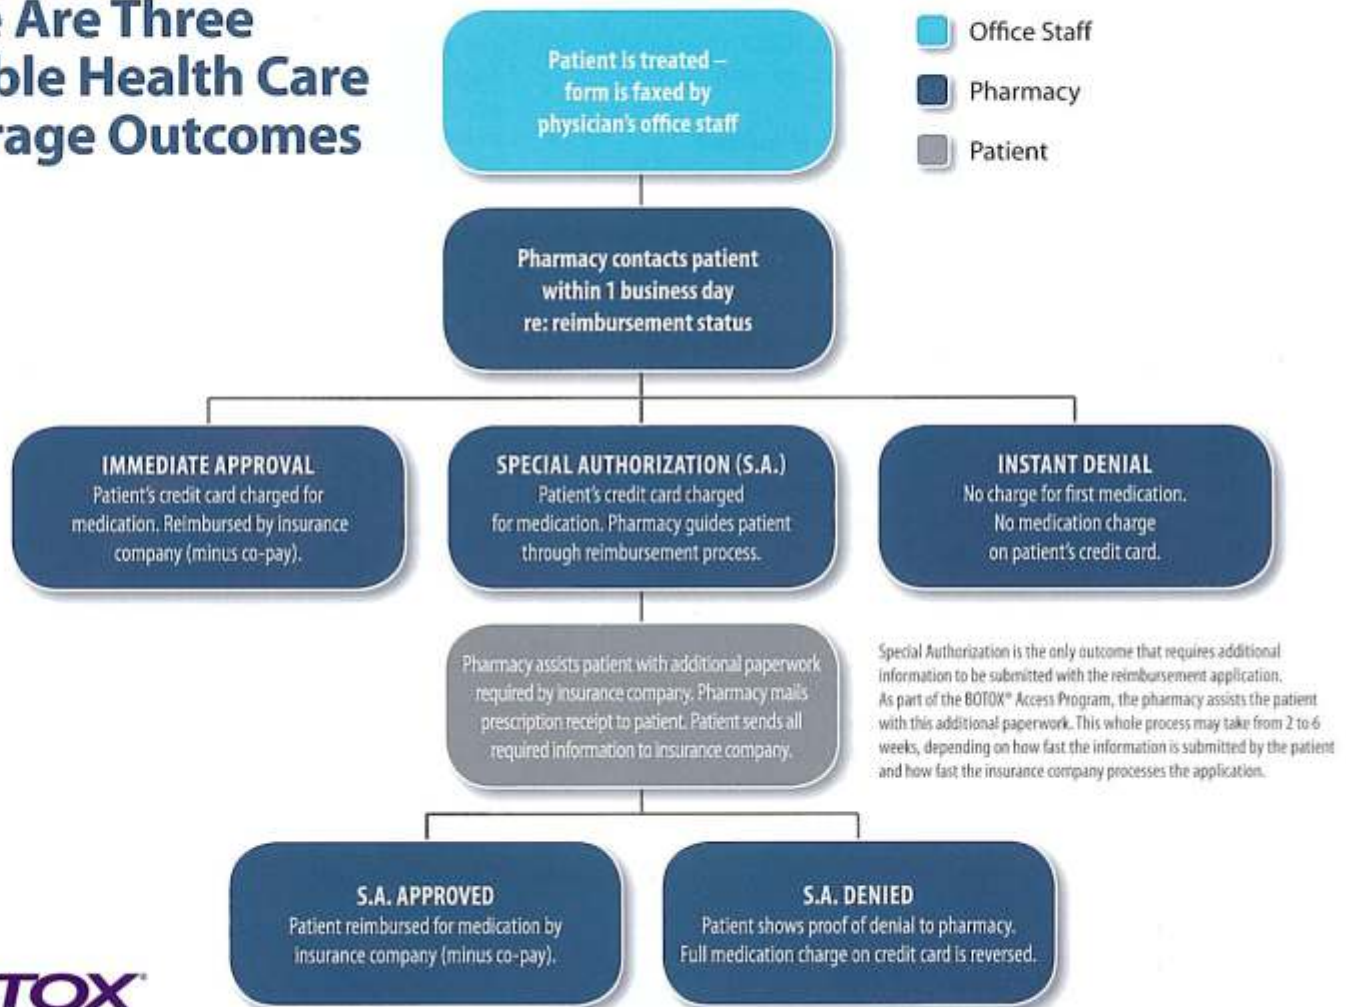 e Are Three
ble Health Care
rage Outcomes
Patient is treated –
form is faxed by
physician's office staff
Office Staff
Pharmacy
Patient
Pharmacy contacts patient
within 1 business day
re: reimbursement status
IMMEDIATE APPROVAL
Patient's credit card charged for
medication. Reimbursed by insurance
company (minus co-pay).
SPECIAL AUTHORIZATION (S.A.)
Patient's credit card charged
for medication. Pharmacy guides patient
through reimbursement process.
INSTANT DENIAL
No charge for first medication.
No medication charge
on patient's credit card.
Pharmacy assists patient with additional paperwork
required by insurance company. Pharmacy mails
prescription receipt to patient. Patient sends all
required information to insurance company.
Special Authorization is the only outcome that requires additional
information to be submitted with the reimbursement application.
As part of the BOTOX® Access Program, the pharmacy assists the patient
with this additional paperwork. This whole process may take from 2 to 6
weeks, depending on how fast the information is submitted by the patient
and how fast the insurance company processes the application.
S.A. APPROVED
Patient reimbursed for medication by
insurance company (minus co-pay).
S.A. DENIED
Patient shows proof of denial to pharmacy.
Full medication charge on credit card is reversed.
TOX®